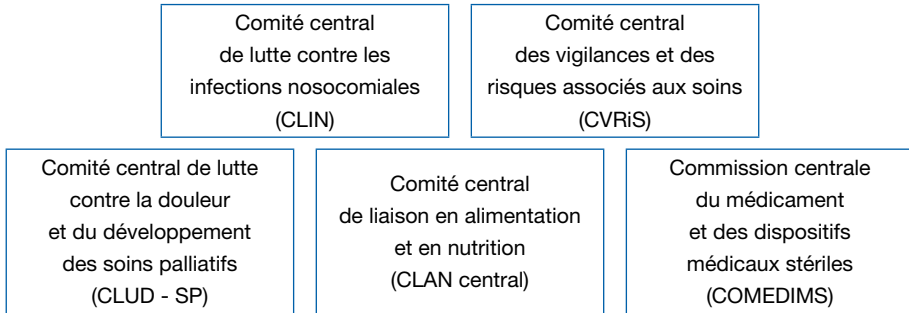 Comité central
de lutte contre les
infections nosocomiales
(CLIN)
Comité central
des vigilances et des
risques associés aux soins
(CVRiS)
Comité central de lutte
contre la douleur
et du développement
des soins palliatifs
(CLUD - SP)
Comité central
de liaison en alimentation
et en nutrition
(CLAN central)
Commission centrale
du médicament
et des dispositifs
médicaux stériles
(COMEDIMS)